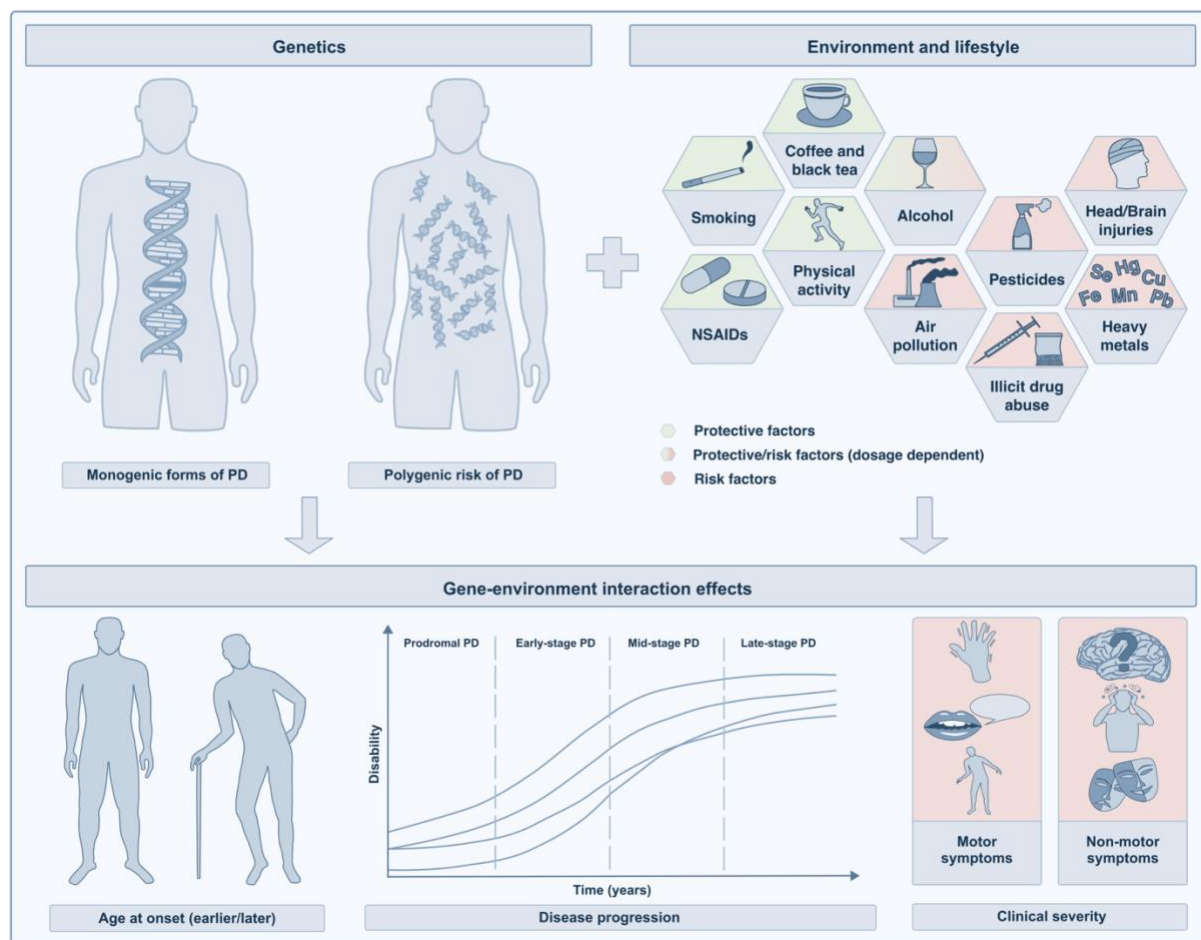 Genetics
Environment and lifestyle
Coffee and
black tea
Smoking
Alcohol
Head/Brain
injuries
Physical
activity
Pesticides
Se Hg Cu
Fe Mn Pb
NSAIDs
Air
pollution
Heavy
metals
Illicit drug
abuse
Protective factors
Protective/risk factors (dosage dependent)
Risk factors
Monogenic forms of PD
Polygenic risk of PD
Gene-environment interaction effects
Prodromal PD
Early-stage PD
Mid-stage PD
Late-stage PD
Disability
Time (years)
?
Motor
symptoms
Non-motor
symptoms
Age at onset (earlier/later)
Disease progression
Clinical severity